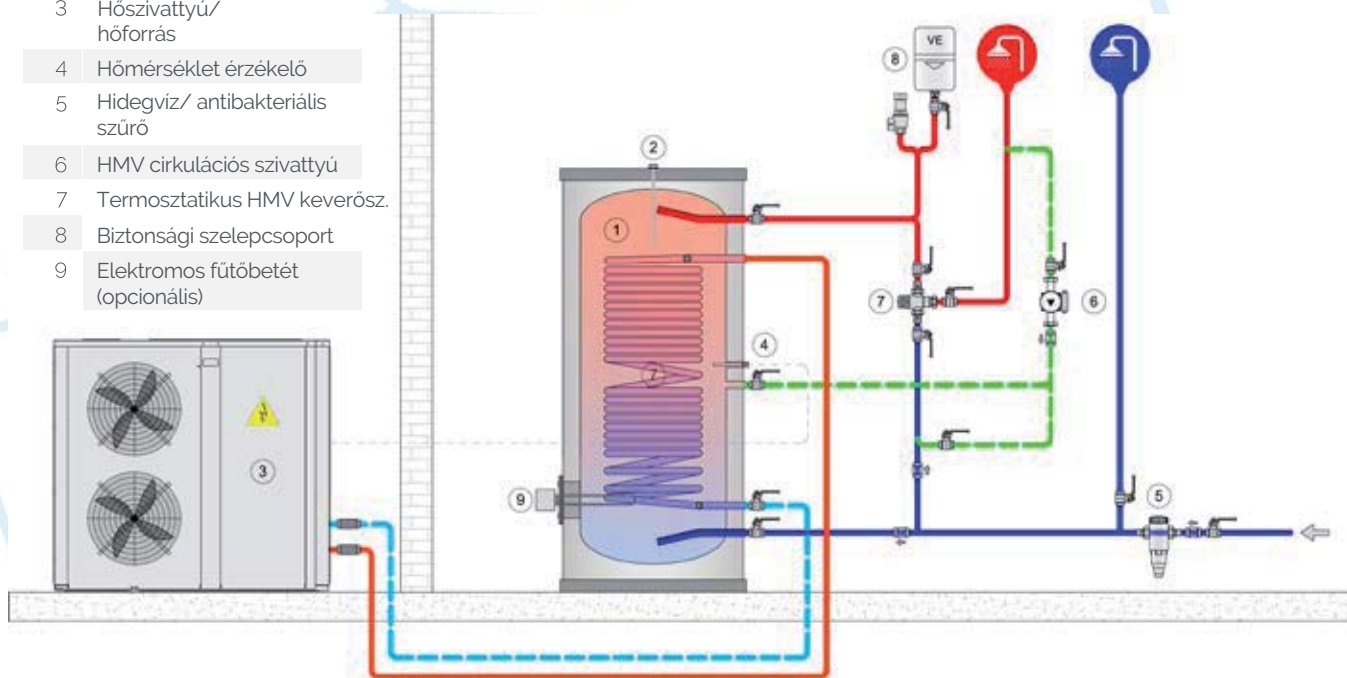 3 Hőszivattyú/
hőforrás
4 Hőmérséklet érzékelő
5 Hidegvíz/ antibakteriális
szűrő
6 HMV cirkulációs szivattyú
7 Termosztatikus HMV keverősz.
8 Biztonsági szelepcsoport
9 Elektromos fűtőbetét
(opcionális)
VE
8
2
1
7
6
4
7
3
9
5